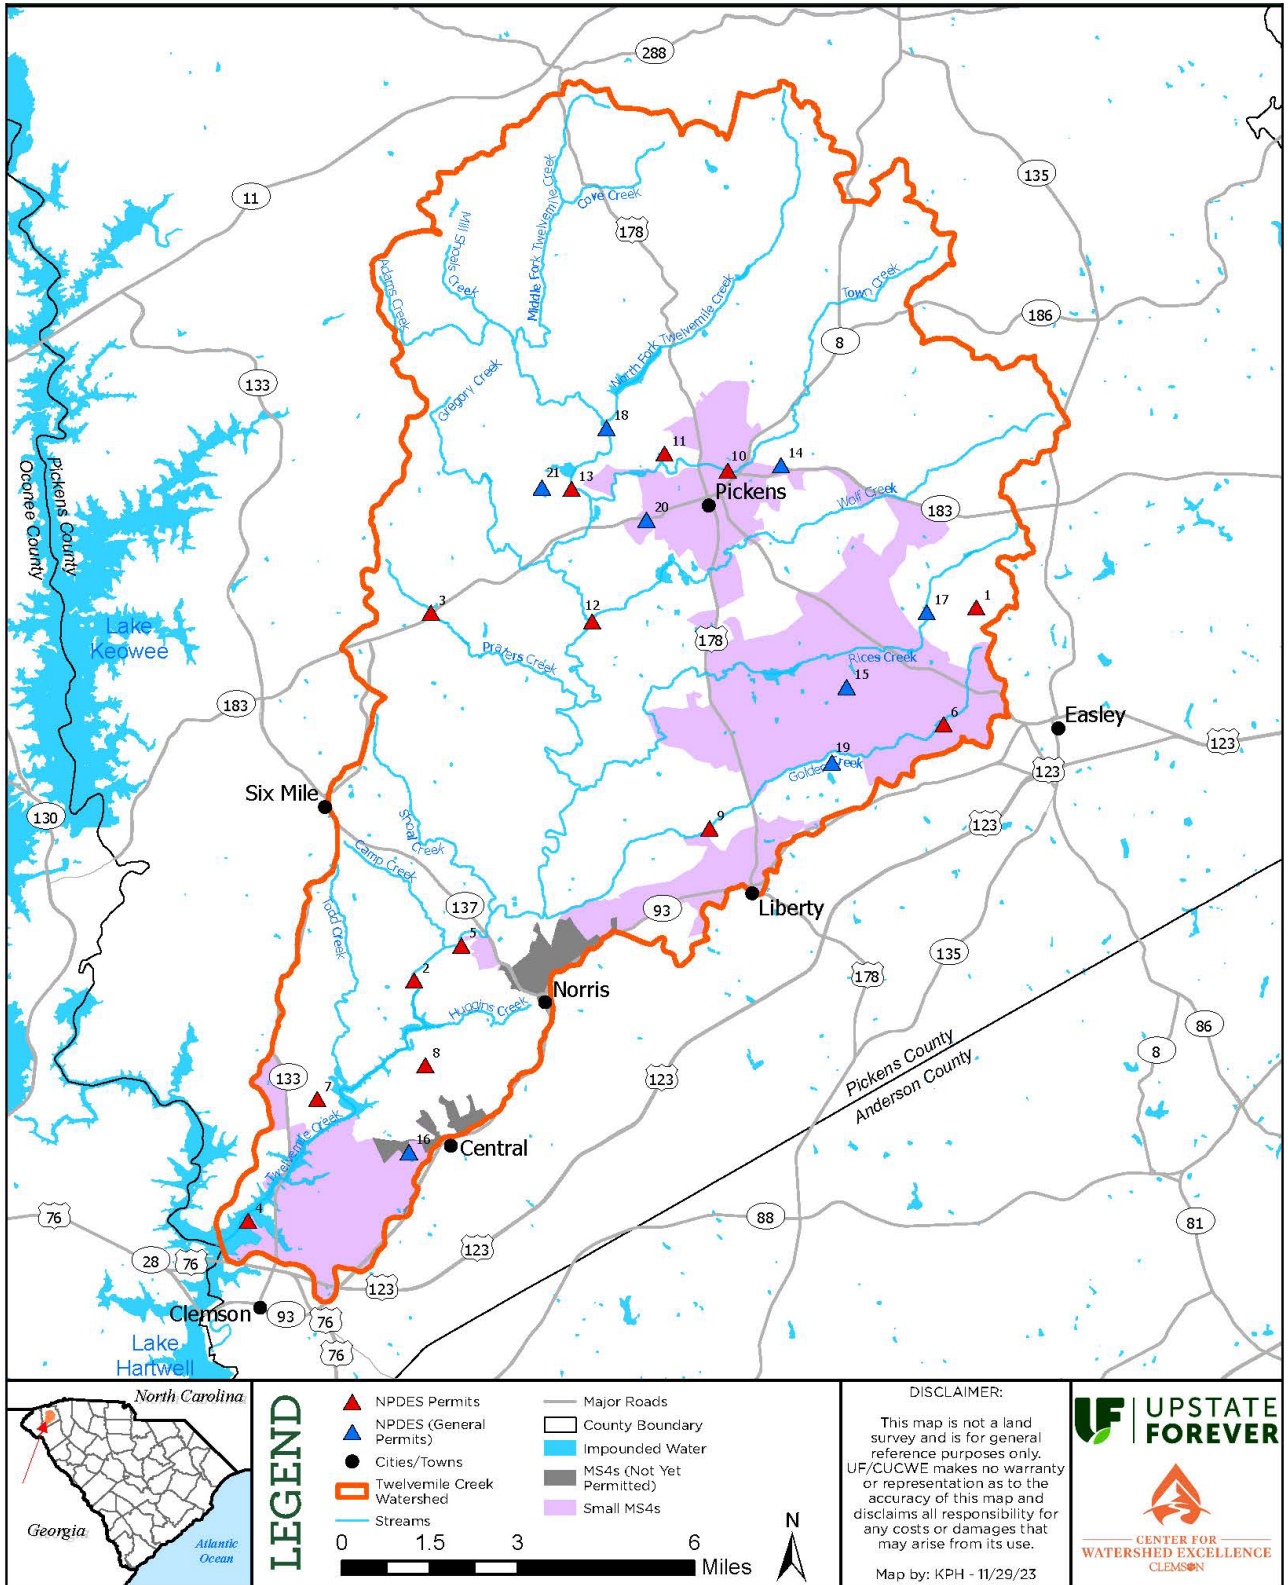 288
11
135
178
Cove Creek
Middle Fork Twelvemile Creek
Mill Shoals Creek
Adams Creek
Town Creek
North Fork Twelvemile Creek
186
8
133
Gregory Creek
18
11
10
14
21
13
Pickens
20
Wolf Creek
183
Pickens County
Oconee County
3
12
17
1
Lake
Keowee
178
Praters Creek
Rices Creek
15
183
6
Easley
123
19
Golden Creek
123
Six Mile
130
9
123
Shoal Creek
Camp Creek
137
93
Liberty
Todd Creek
5
135
178
2
Norris
Huggins Creek
86
8
Pickens County
Anderson County
8
133
7
123
Twelvemile Creek
16
Central
4
76
88
81
123
28
76
123
Clemson
93
76
76
Lake
Hartwell
North Carolina
Georgia
Atlantic
Ocean
LEGEND
NPDES Permits
NPDES (General
Permits)
Cities/Towns
Twelvemile Creek
Watershed
Streams
Major Roads
County Boundary
Impounded Water
MS4s (Not Yet
Permitted)
Small MS4s
0 1.5 3 6 Miles
N
DISCLAIMER:
This map is not a land
survey and is for general
reference purposes only.
UF/CUCWE makes no warranty
or representation as to the
accuracy of this map and
disclaims all responsibility for
any costs or damages that
may arise from its use.
Map by: KPH - 11/29/23
UF
UPSTATE
FOREVER
CENTER FOR
WATERSHED EXCELLENCE
CLEMSON